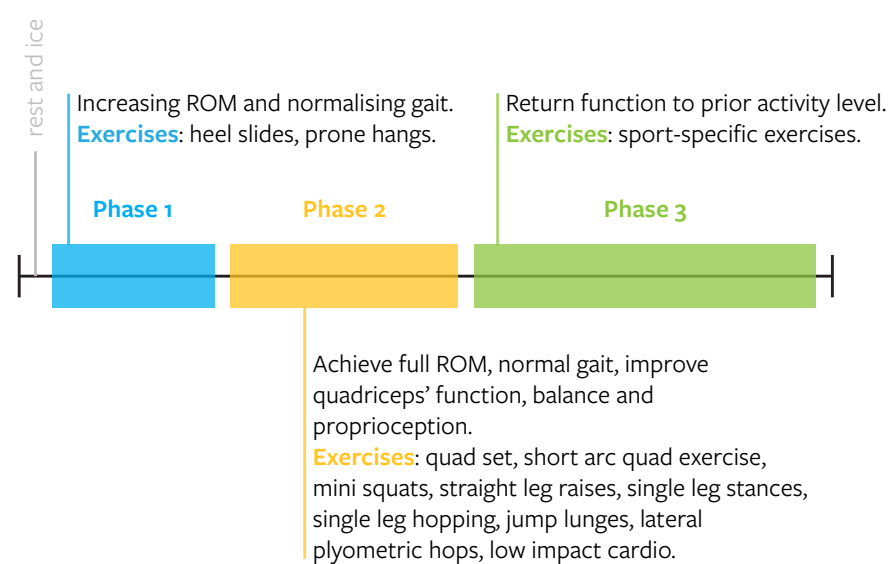 rest and ice
Increasing ROM and normalising gait.
Exercises: heel slides, prone hangs.
Return function to prior activity level.
Exercises: sport-specific exercises.
Phase 1
Phase 2
Phase 3
Achieve full ROM, normal gait, improve
quadriceps’ function, balance and
proprioception.
Exercises: quad set, short arc quad exercise,
mini squats, straight leg raises, single leg stances,
single leg hopping, jump lunges, lateral
plyometric hops, low impact cardio.